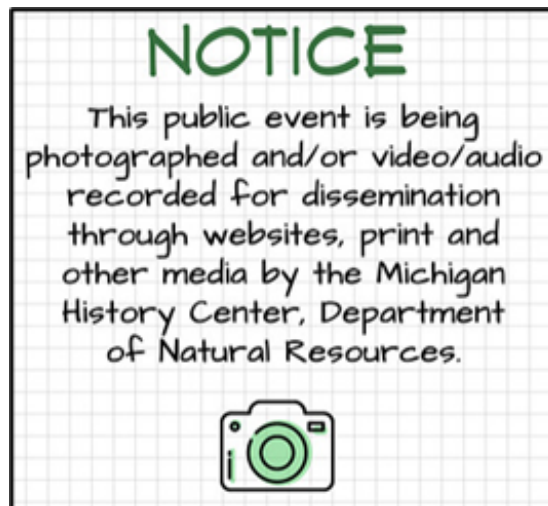 NOTICE
This public event is being
photographed and/or video/audio
recorded for dissemination
through websites, print and
other media by the Michigan
History Center, Department
of Natural Resources.